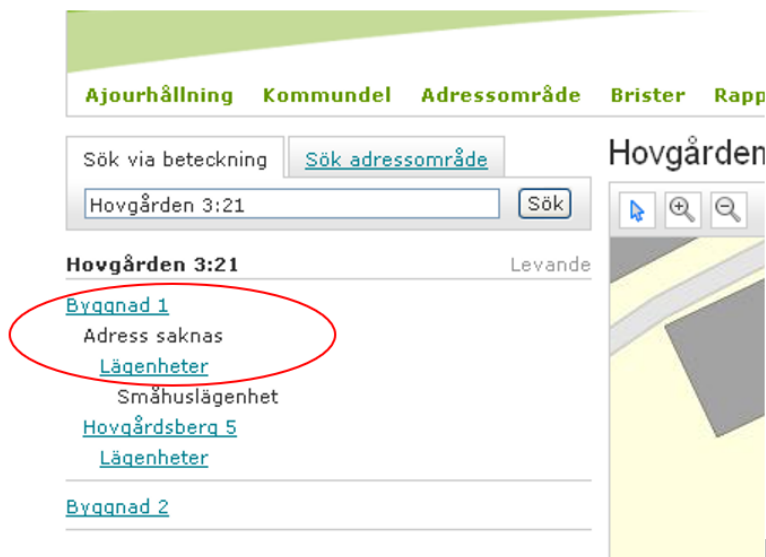 Ajourhållning Kommundel Adressområde Brister Rapp
Sök via beteckning Sök adressområde
Hovgården 3:21 Sök
Hovgården 3:21 Levande
Byggnad 1
Adress saknas
Lägenheter
Småhuslägenhet
Hovgårdsberg 5
Lägenheter
Byggnad 2
Hovgården